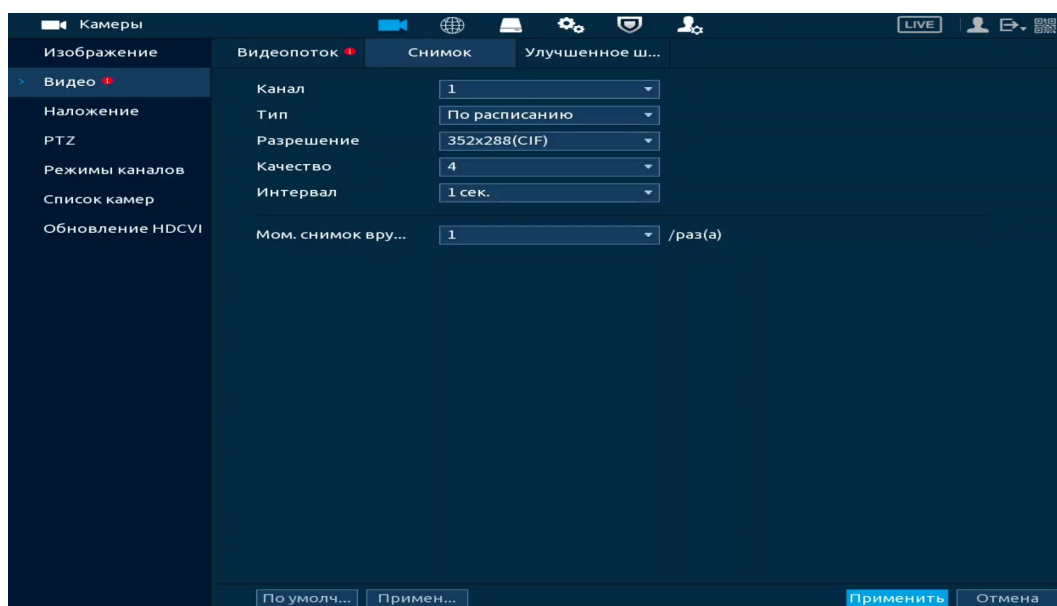 Камеры
LIVE
Изображение
Видео 1
Наложение
PTZ
Режимы каналов
Список камер
Обновление HDCVI
Видеопоток 1 Снимок Улучшенное ш...
Канал 1
Тип По расписанию
Разрешение 352x288(CIF)
Качество 4
Интервал 1 сек.
Мом. снимок вру... 1 /раз(а)
По умолч... Примен... Применить Отмена